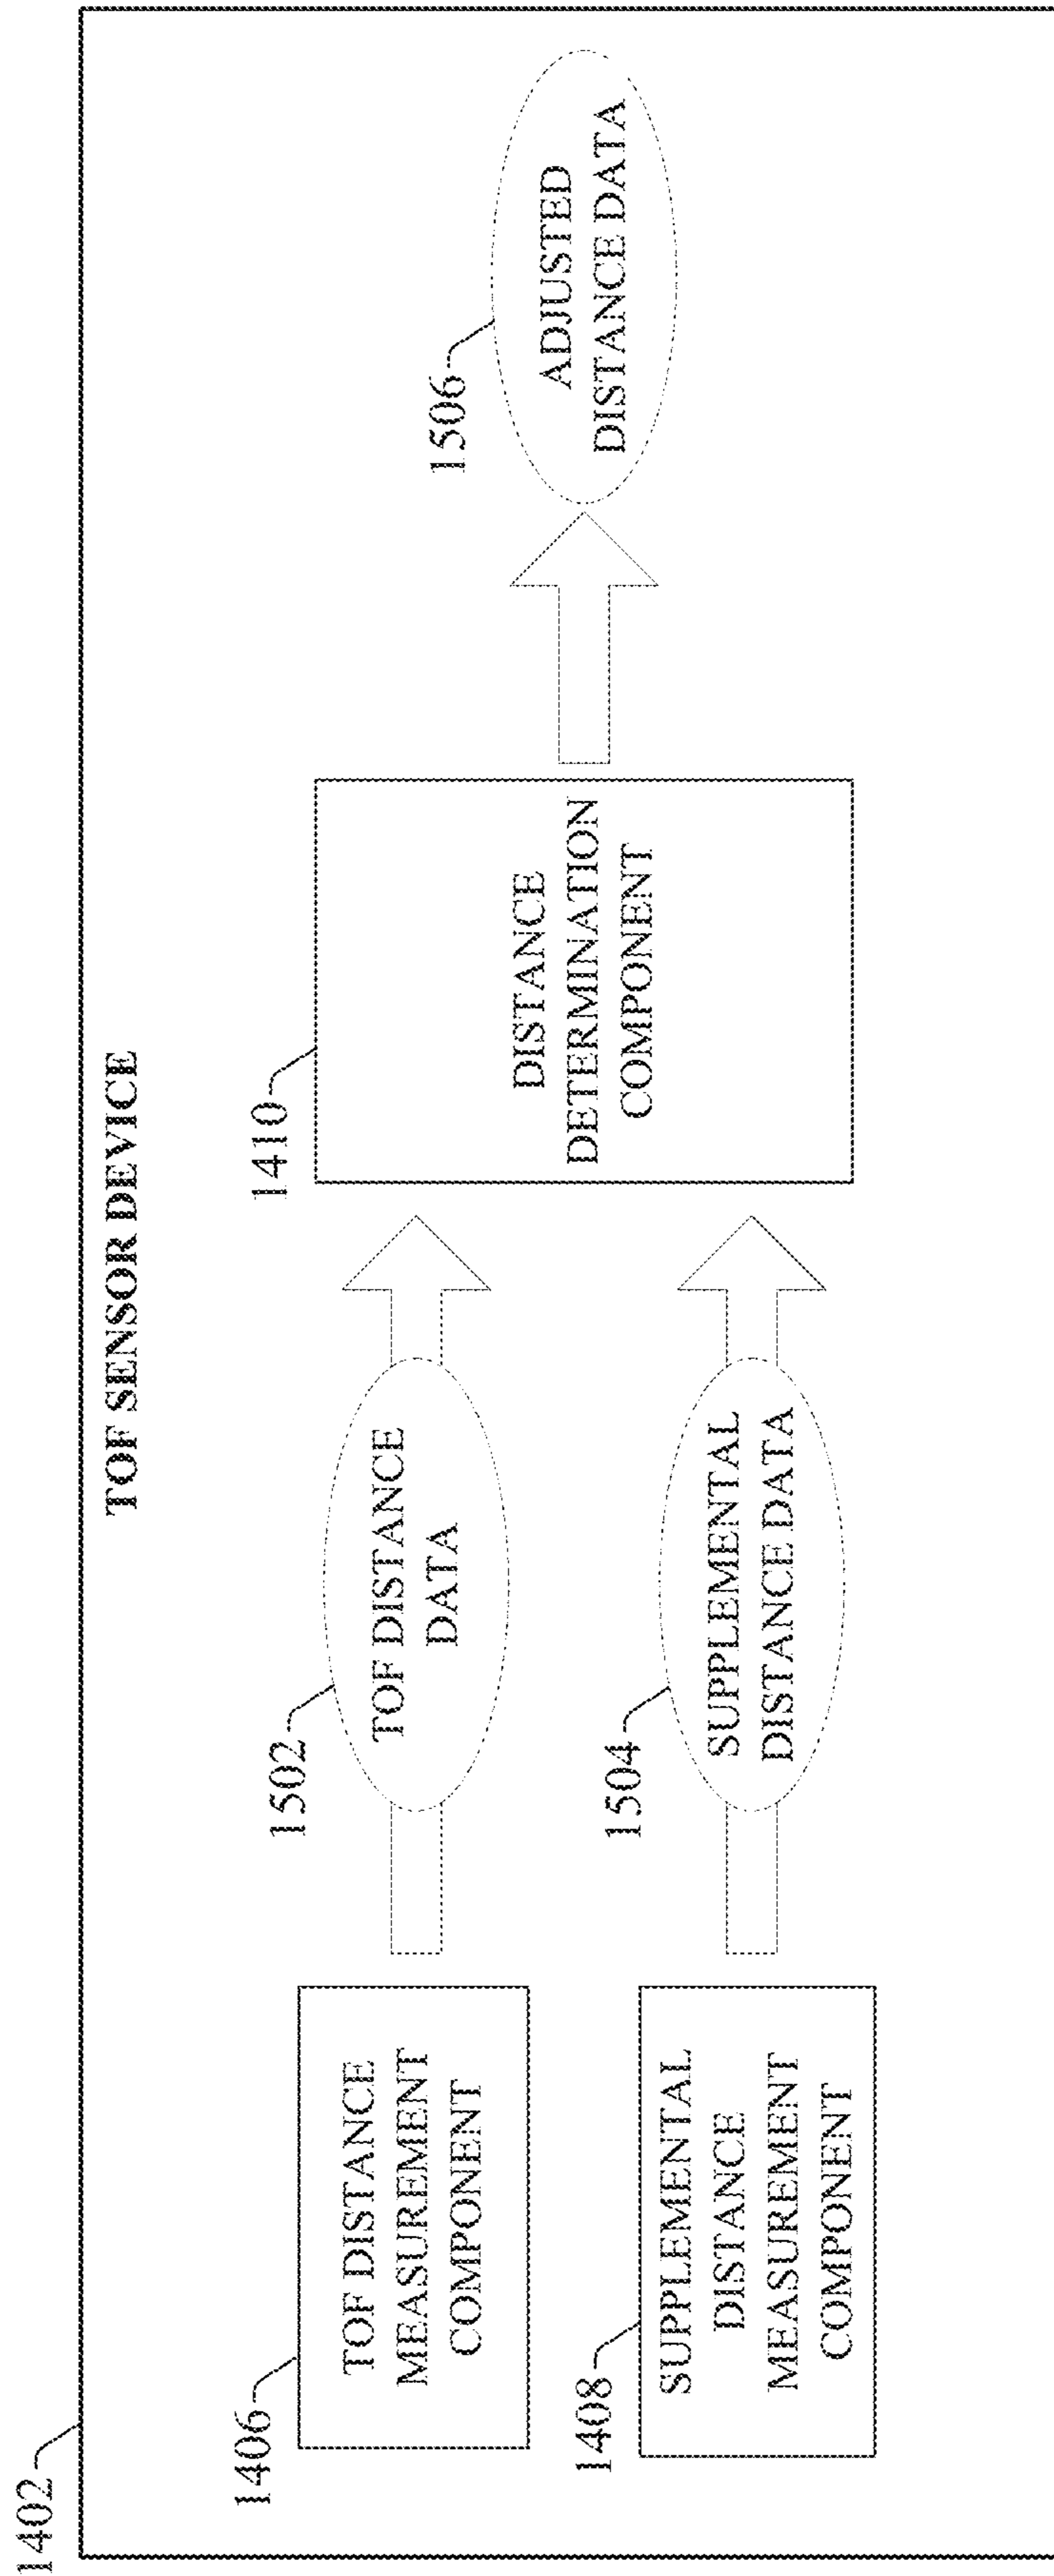 1402
TOF SENSOR DEVICE
1406
TOF DISTANCE
MEASUREMENT
COMPONENT
1502
TOF DISTANCE
DATA
1408
SUPPLEMENTAL
DISTANCE
MEASUREMENT
COMPONENT
1504
SUPPLEMENTAL
DISTANCE DATA
1410
DISTANCE
DETERMINATION
COMPONENT
1506
ADJUSTED
DISTANCE DATA